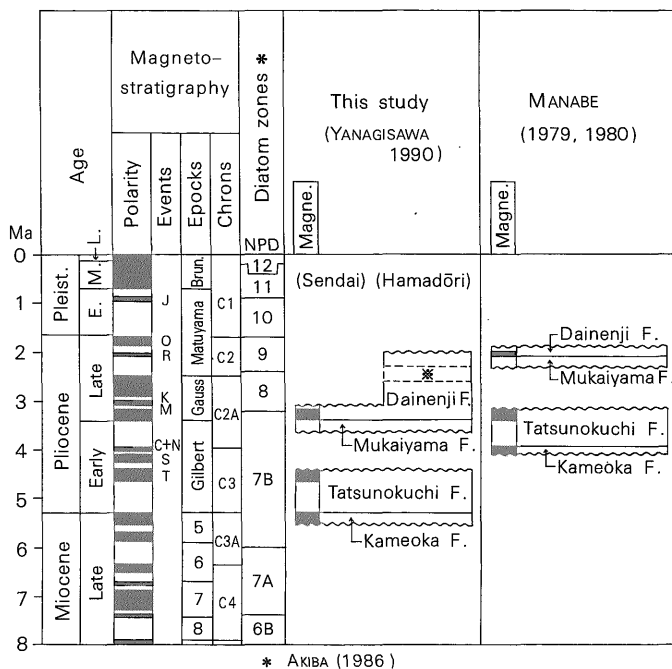 Age
Magneto-
stratigraphy
Polarity
Events
Epocks
Chrons
Diatom zones *
NPD
This study
(YANAGISAWA
1990)
Magne.
MANABE
(1979, 1980)
Magne.
Ma
0
1
2
3
4
5
6
7
8
Pleist.
Pliocene
Miocene
←L.
M.
E.
Late
Early
Late
J
O
R
K
M
C+N
S
T
Brun.
Matuyama
Gauss
Gilbert
5
6
7
8
C1
C2
C2A
C3
C3A
C4
12
11
10
9
8
7B
7A
6B
(Sendai) (Hamadōri)
※
Dainenji F.
Mukaiyama F.
Tatsunokuchi F.
Kameoka F.
Dainenji F.
Mukaiyama F.
Tatsunokuchi F.
Kameoka F.
* AKIBA (1986)